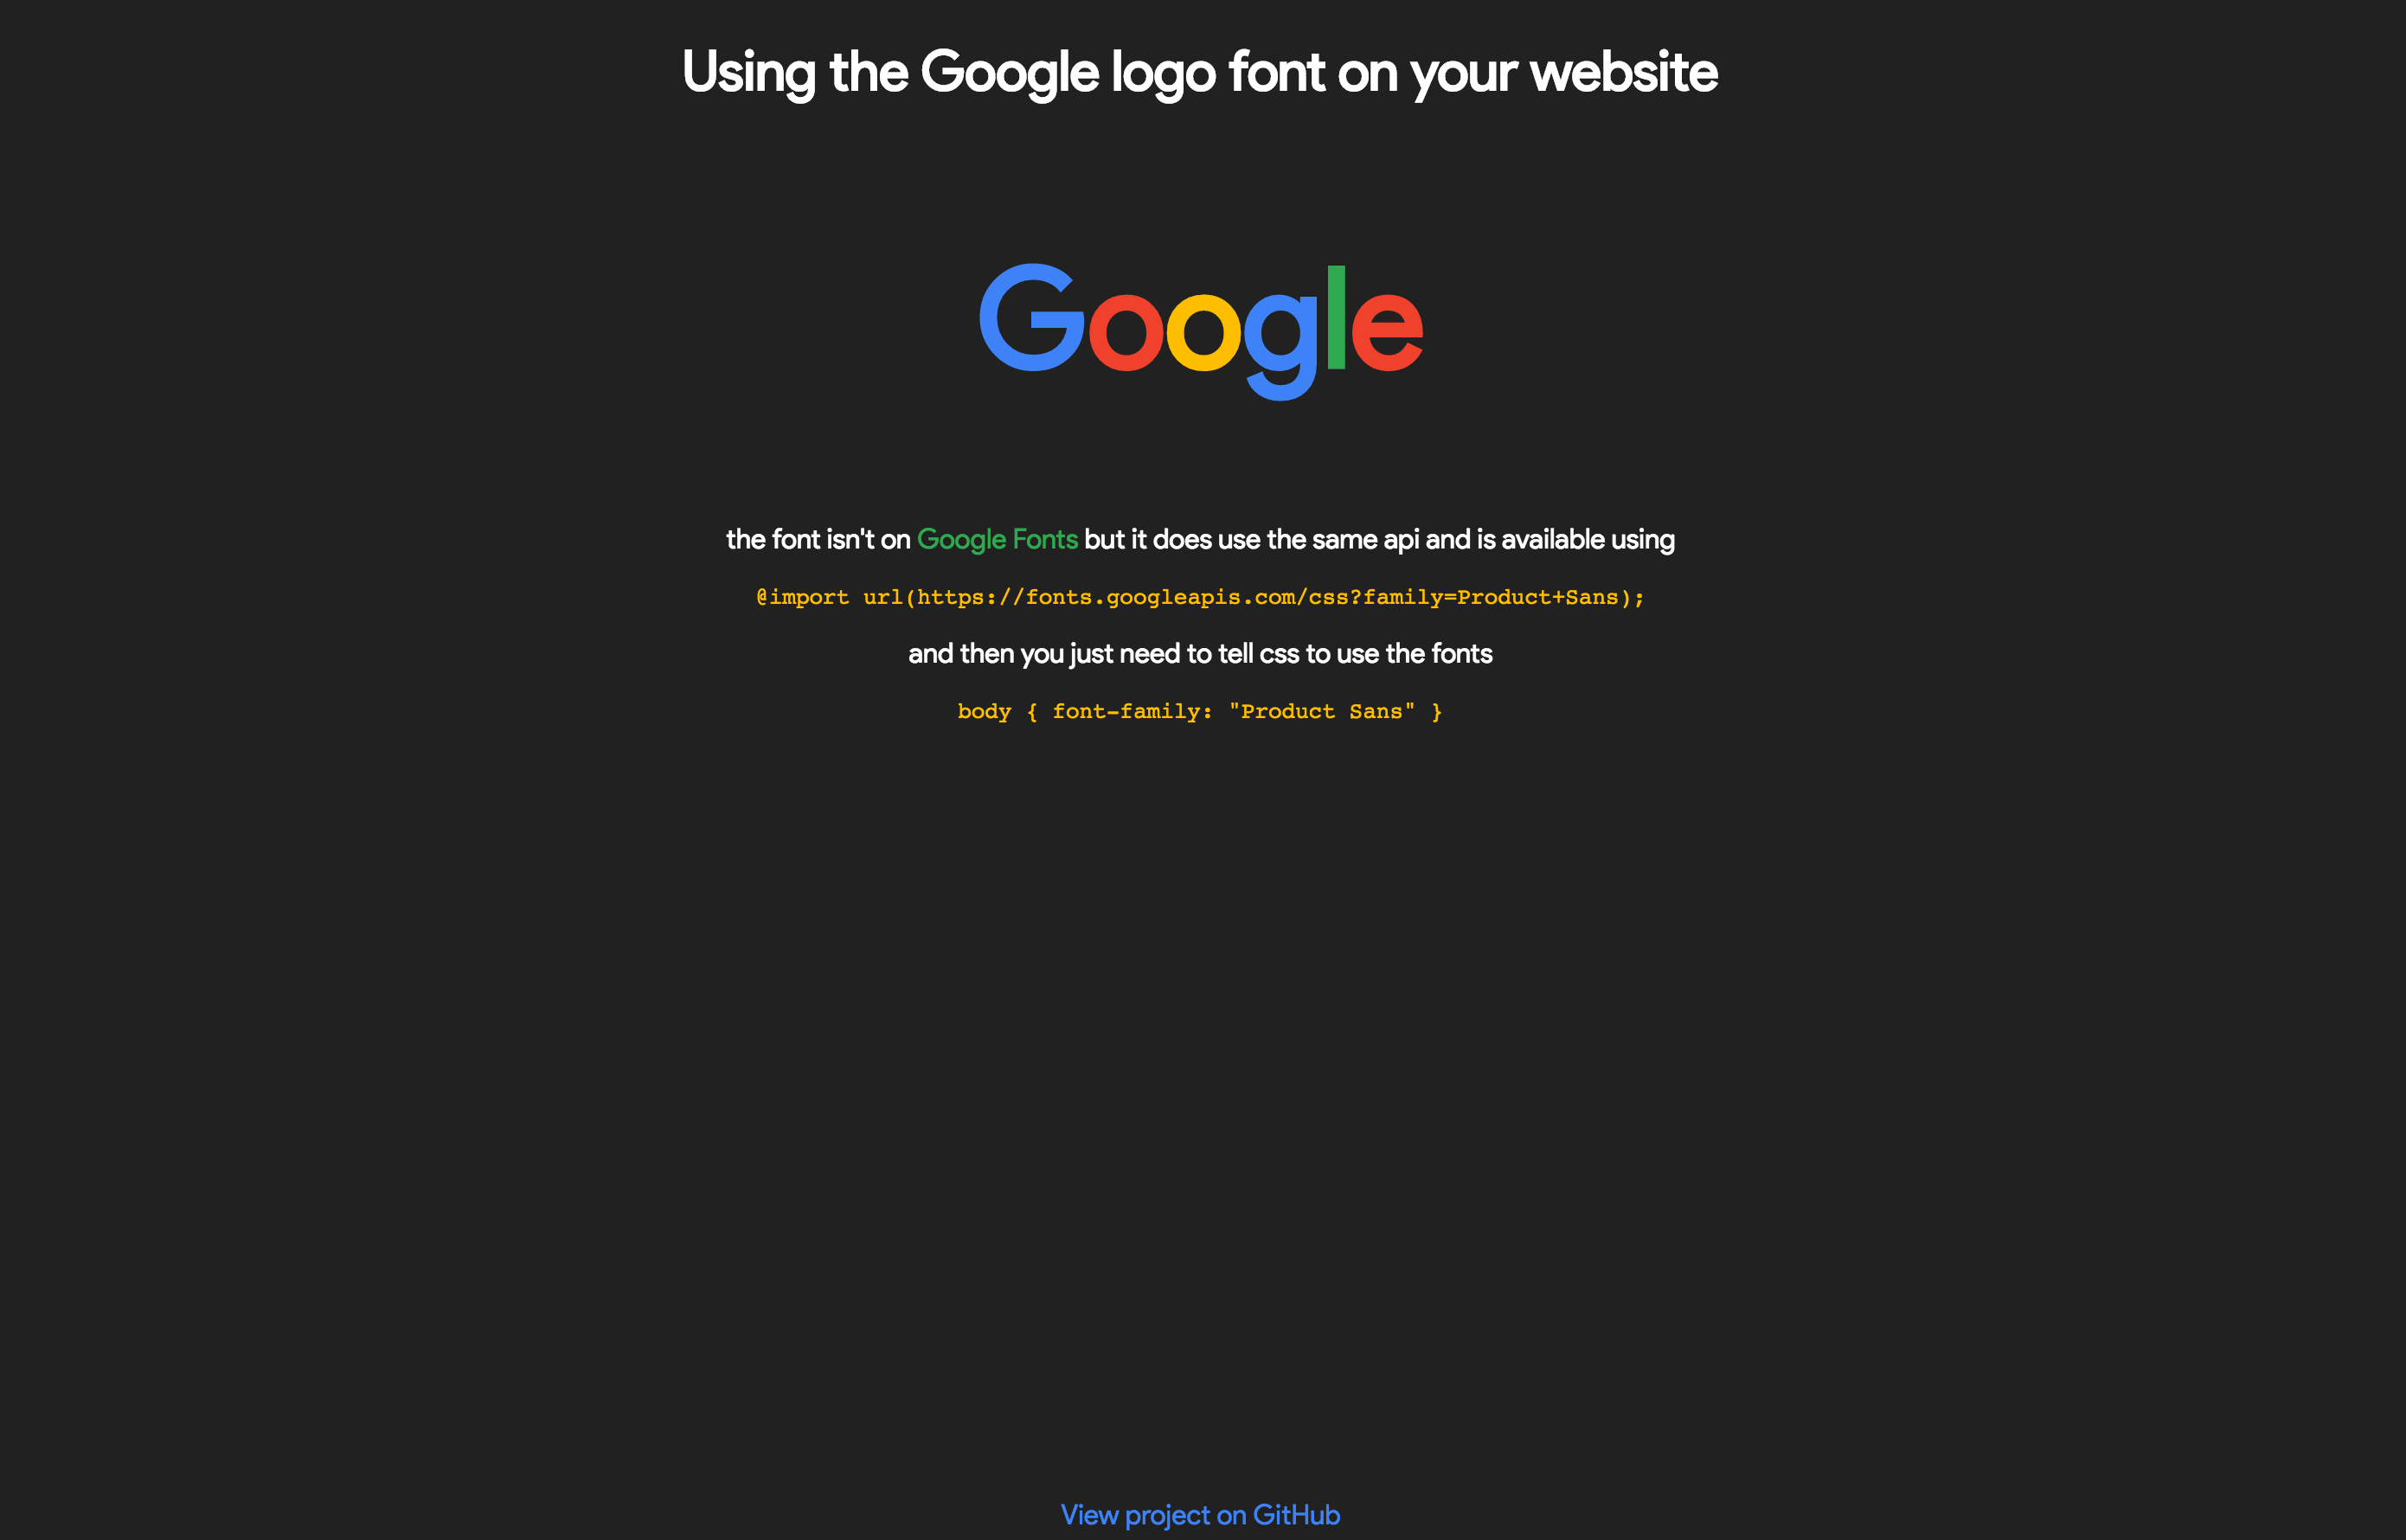 Using the Google logo font on your website
Google
the font isn't on Google Fonts but it does use the same api and is available using
@import url(https://fonts.googleapis.com/css?family=Product+Sans);
and then you just need to tell css to use the fonts
body { font-family: "Product Sans" }
View project on GitHub